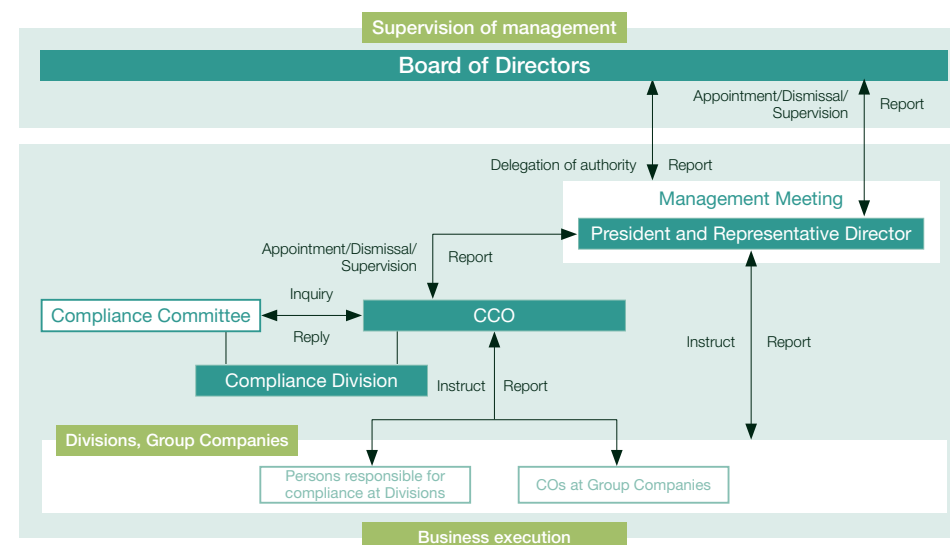 Supervision of management
Board of Directors
Appointment/Dismissal/
Supervision
Report
Delegation of authority
Report
Management Meeting
President and Representative Director
Appointment/Dismissal/
Supervision
Report
Inquiry
Compliance Committee
CCO
Reply
Instruct
Report
Compliance Division
Instruct
Report
Divisions, Group Companies
Persons responsible for
compliance at Divisions
COs at Group Companies
Business execution